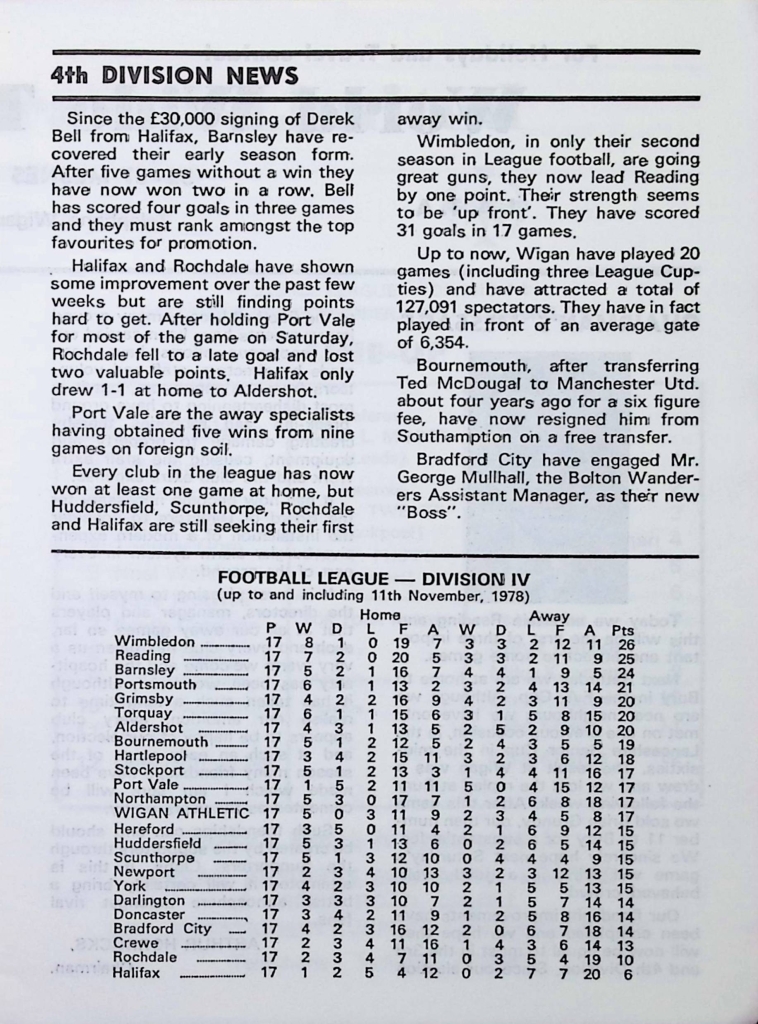 4th DIVISION NEWS
Since the £30,000 signing of Derek
Bell from Halifax, Barnsley have re-
covered their early season form.
After five games without a win they
have now won two in a row. Bell
has scored four goals in three games
and they must rank amongst the top
favourites for promotion.
Halifax and Rochdale have shown
some improvement over the past few
weeks but are still finding points
hard to get. After holding Port Vale
for most of the game on Saturday,
Rochdale fell to a late goal and lost
two valuable points. Halifax only
drew 1-1 at home to Aldershot.
Port Vale are the away specialists
having obtained five wins from nine
games on foreign soil.
Every club in the league has now
won at least one game at home, but
Huddersfield, Scunthorpe, Rochdale
and Halifax are still seeking their first
away win.
Wimbledon, in only their second
season in League football, are going
great guns, they now lead Reading
by one point. Their strength seems
to be 'up front'. They have scored
31 goals in 17 games.
Up to now, Wigan have played 20
games (including three League Cup-
ties) and have attracted a total of
127,091 spectators. They have in fact
played in front of an average gate
of 6,354.
Bournemouth, after transferring
Ted McDougal to Manchester Utd.
about four years ago for a six figure
fee, have now resigned him from
Southamption on a free transfer.
Bradford City have engaged Mr.
George Mullhall, the Bolton Wander-
ers Assistant Manager, as their new
"Boss".
FOOTBALL LEAGUE — DIVISION IV
(up to and including 11th November, 1978)
Home Away
P W D L F A W D L F A Pts
Wimbledon 17 8 1 0 19 7 3 3 2 12 11 26
Reading 17 7 2 0 20 5 3 3 2 11 9 25
Barnsley 17 5 2 1 16 7 4 4 1 9 5 24
Portsmouth 17 6 1 1 13 2 3 2 4 13 14 21
Grimsby 17 4 2 2 16 9 4 2 3 11 9 20
Torquay 17 6 1 1 15 6 3 1 5 8 15 20
Aldershot 17 4 3 1 13 5 2 5 2 9 10 20
Bournemouth 17 5 1 2 12 5 2 4 3 5 5 19
Hartlepool 17 3 4 2 15 11 3 2 3 6 12 18
Stockport 17 5 1 2 13 3 1 4 4 11 16 17
Port Vale 17 1 5 2 11 11 5 0 4 15 12 17
Northampton 17 5 3 0 17 7 1 2 6 8 18 17
WIGAN ATHLETIC 17 5 0 3 11 9 2 3 4 5 8 17
Hereford 17 3 5 0 11 4 2 1 6 9 12 15
Huddersfield 17 5 3 1 13 6 0 2 6 5 14 15
Scunthorpe 17 5 1 3 12 10 0 4 4 4 9 15
Newport 17 2 3 4 10 13 3 2 3 12 13 15
York 17 4 2 3 10 10 2 1 5 5 13 15
Darlington 17 3 3 3 10 7 2 1 5 7 14 14
Doncaster 17 3 4 2 11 9 1 2 5 8 16 14
Bradford City 17 4 2 3 16 12 2 0 6 7 18 14
Crewe 17 2 3 4 11 16 1 4 3 6 14 13
Rochdale 17 2 3 4 7 11 0 3 5 4 19 10
Halifax 17 1 2 5 4 12 0 2 7 7 20 6